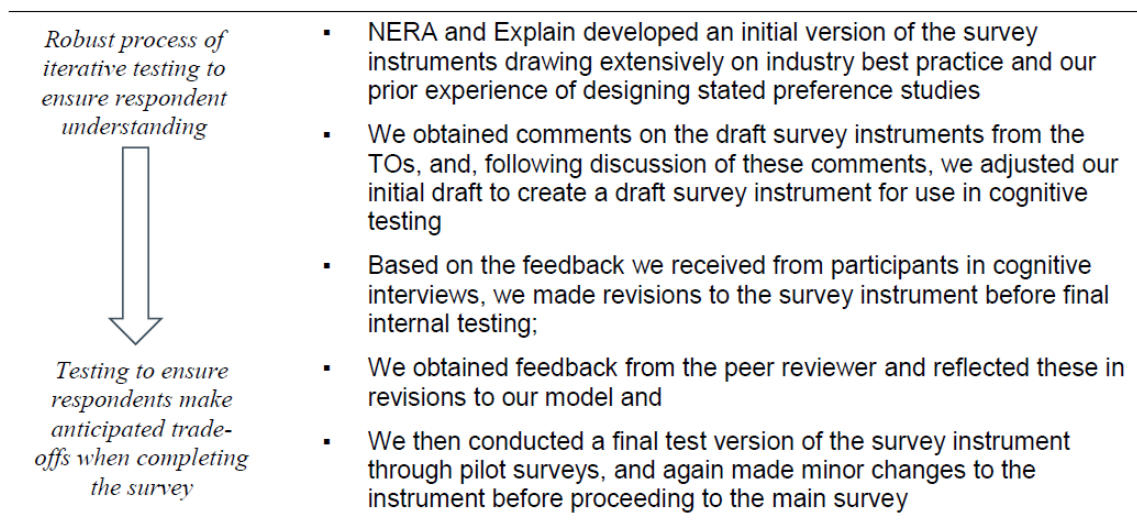 Robust process of
iterative testing to
ensure respondent
understanding
Testing to ensure
respondents make
anticipated trade-
offs when completing
the survey
▪ NERA and Explain developed an initial version of the survey
instruments drawing extensively on industry best practice and our
prior experience of designing stated preference studies
▪ We obtained comments on the draft survey instruments from the
TOs, and, following discussion of these comments, we adjusted our
initial draft to create a draft survey instrument for use in cognitive
testing
▪ Based on the feedback we received from participants in cognitive
interviews, we made revisions to the survey instrument before final
internal testing;
▪ We obtained feedback from the peer reviewer and reflected these in
revisions to our model and
▪ We then conducted a final test version of the survey instrument
through pilot surveys, and again made minor changes to the
instrument before proceeding to the main survey